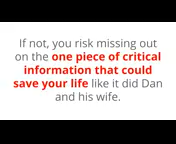 If not, you risk missing out
on the one piece of critical
information that could
save your life like it did Dan
and his wife.